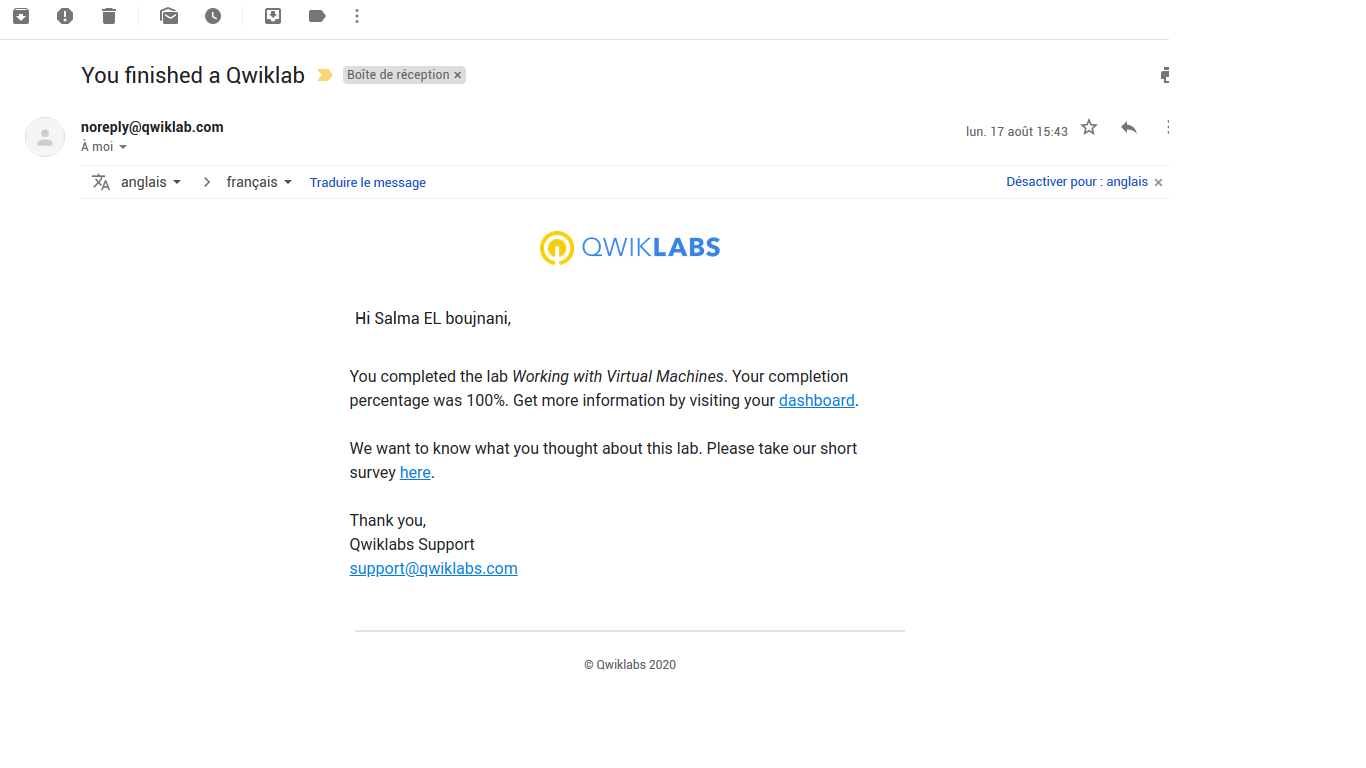 You finished a Qwiklab
Boîte de réception ×
noreply@qwiklab.com
lun. 17 août 15:43
À moi
anglais > français Traduire le message
Désactiver pour : anglais ×
QWIKLABS
Hi Salma EL boujnani,
You completed the lab Working with Virtual Machines. Your completion
percentage was 100%. Get more information by visiting your dashboard.
We want to know what you thought about this lab. Please take our short
survey here.
Thank you,
Qwiklabs Support
support@qwiklabs.com
© Qwiklabs 2020